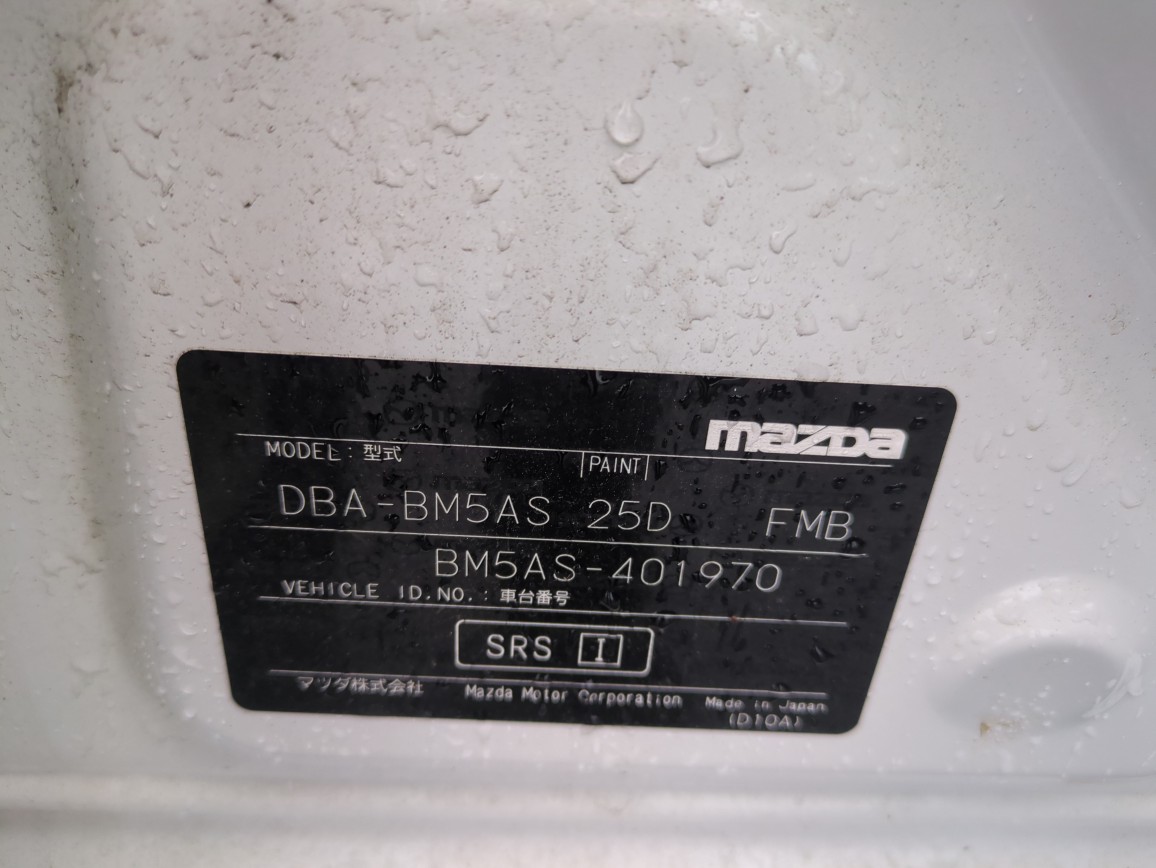 mazda
MODEL: 型式 PAINT
DBA-BM5AS 25D FMB
BM5AS-401970
VEHICLE ID.NO.: 車台番号
SRS I
マツダ株式会社 Mazda Motor Corporation Made in Japan
(D10A)